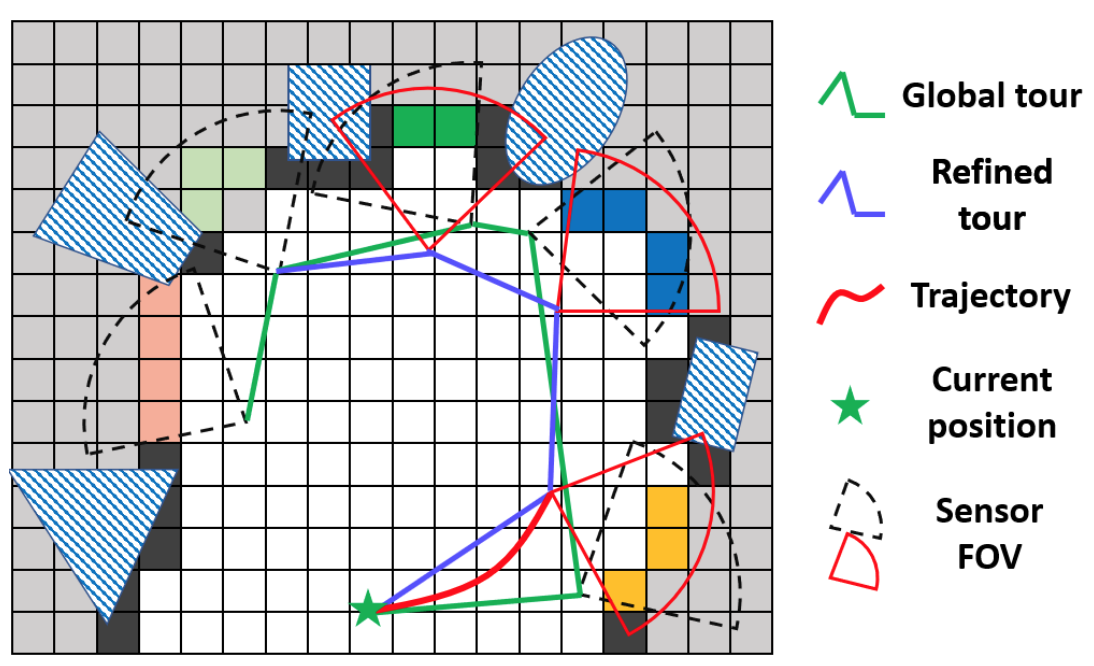 Global tour
Refined
tour
Trajectory
Current
position
Sensor
FOV